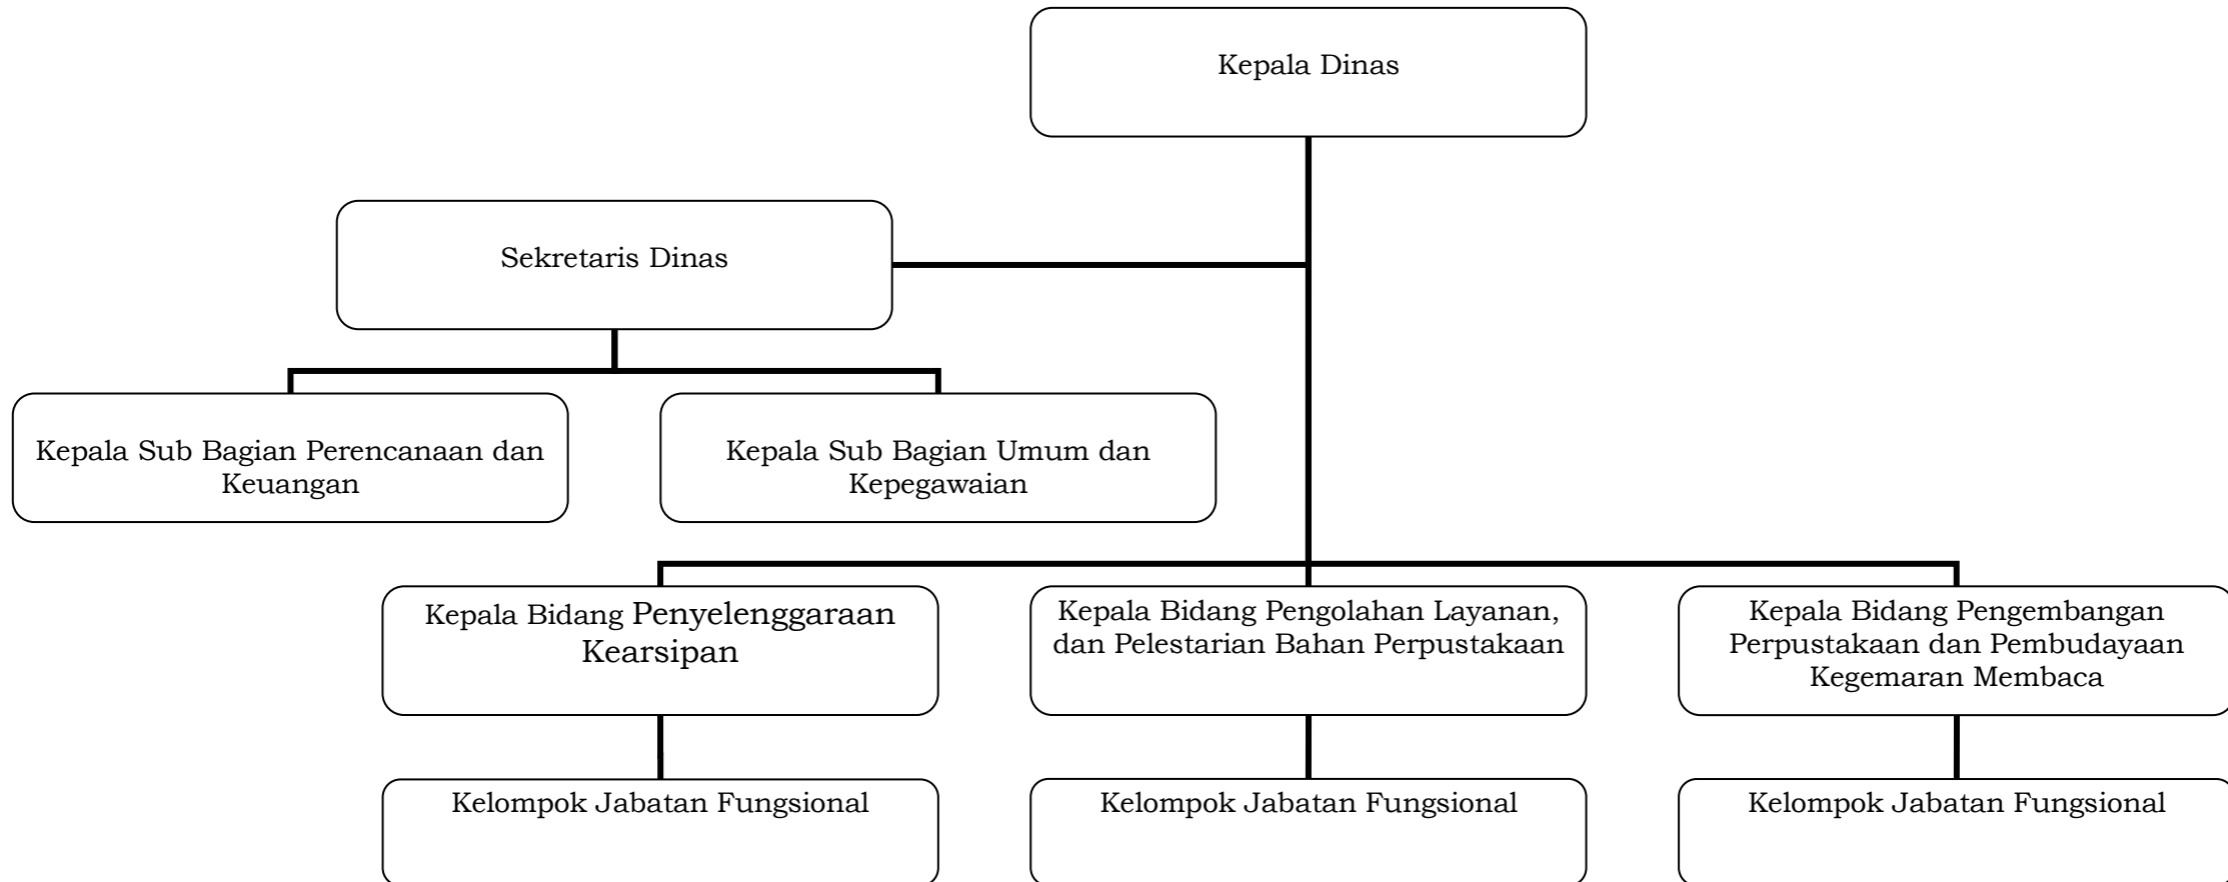 Kepala Dinas
Sekretaris Dinas
Kepala Sub Bagian Perencanaan dan
Keuangan
Kepala Sub Bagian Umum dan
Kepegawaian
Kepala Bidang Penyelenggaraan
Kearsipan
Kepala Bidang Pengolahan Layanan,
dan Pelestarian Bahan Perpustakaan
Kepala Bidang Pengembangan
Perpustakaan dan Pembudayaan
Kegemaran Membaca
Kelompok Jabatan Fungsional
Kelompok Jabatan Fungsional
Kelompok Jabatan Fungsional